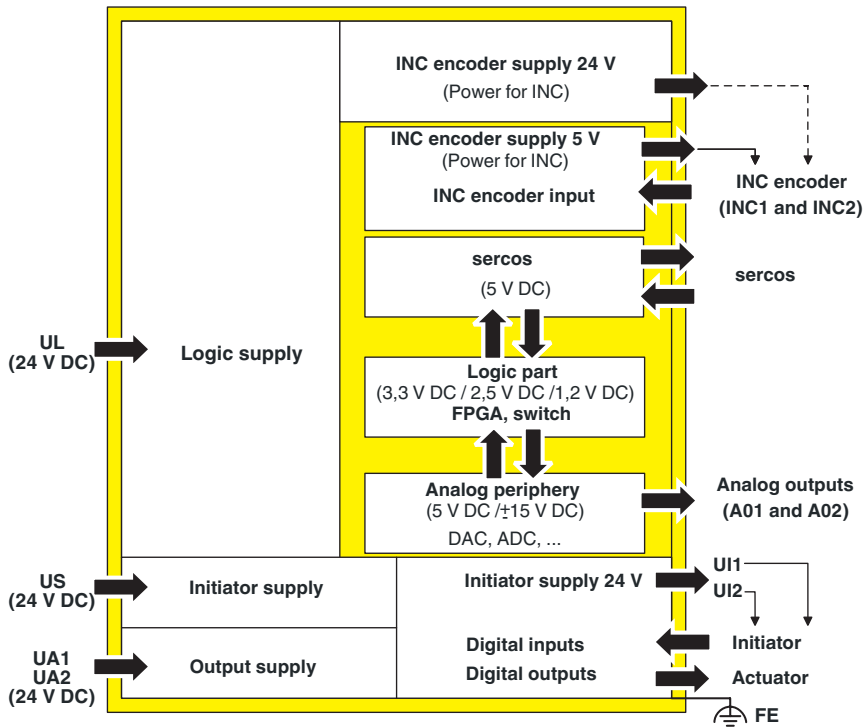 INC encoder supply 24 V
(Power for INC)
INC encoder supply 5 V
(Power for INC)
INC encoder input
INC encoder
(INC1 and INC2)
sercos
(5 V DC)
sercos
UL
(24 V DC)
Logic supply
Logic part
(3,3 V DC / 2,5 V DC /1,2 V DC)
FPGA, switch
Analog periphery
(5 V DC /±15 V DC)
DAC, ADC, ...
Analog outputs
(A01 and A02)
US
(24 V DC)
Initiator supply
Initiator supply 24 V
UI1
UI2
UA1
UA2
(24 V DC)
Output supply
Digital inputs
Initiator
Digital outputs
Actuator
FE